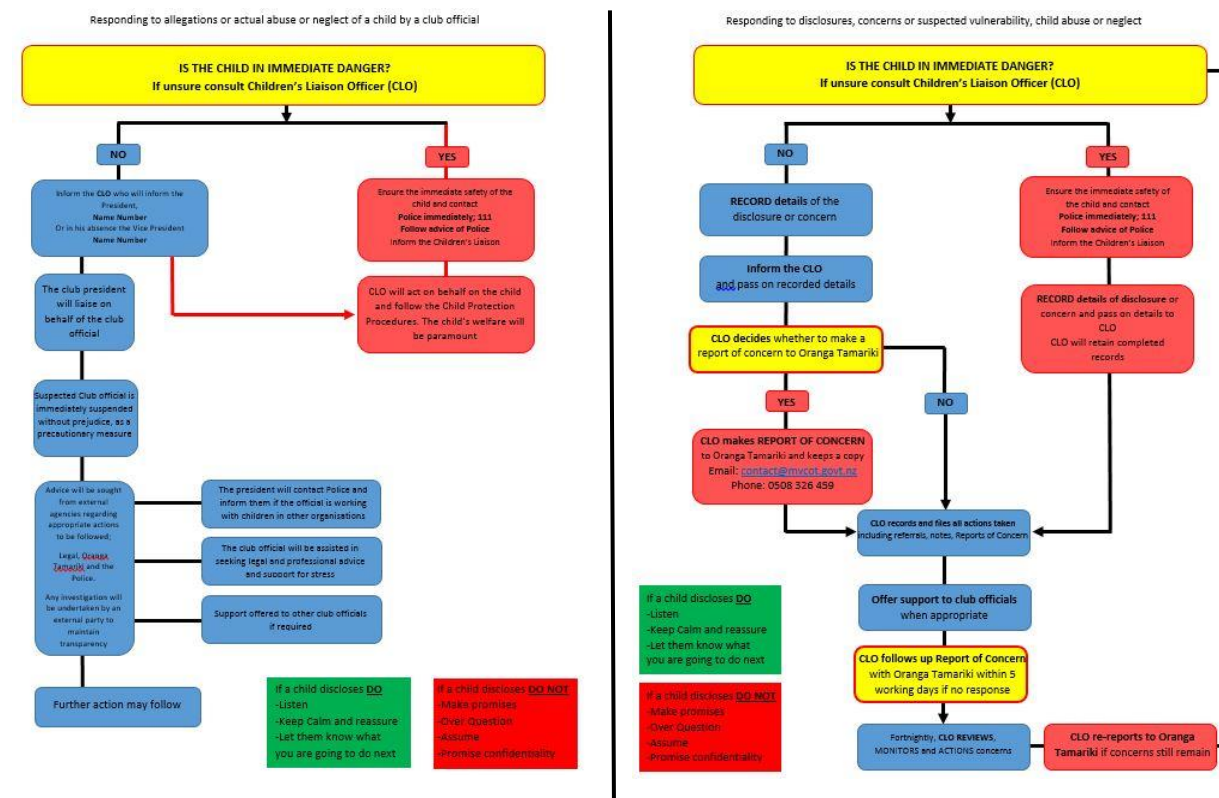 Responding to allegations or actual abuse or neglect of a child by a club official
IS THE CHILD IN IMMEDIATE DANGER?
If unsure consult Children's Liaison Officer (CLO)
NO
YES
Inform the CLO who will inform the
President,
Name Number
Or in his absence the Vice President
Name Number
Ensure the immediate safety of the
child and contact
Police immediately; 111
Follow advice of Police
Inform the Children's Liaison
The club president
will liaise on
behalf of the club
official
CLO will act on behalf on the child
and follow the Child Protection
Procedures. The child's welfare will
be paramount
Suspected Club official is
immediately suspended
without prejudice, as a
precautionary measure
Advice will be sought
from external
agencies regarding
appropriate actions
to be followed;
Legal, Oranga
Tamariki and the
Police.
Any investigation will
be undertaken by an
external party to
maintain
transparency
The president will contact Police and
inform them if the official is working
with children in other organisations
The club official will be assisted in
seeking legal and professional advice
and support for stress
Support offered to other club officials
if required
Further action may follow
If a child discloses DO
-Listen
-Keep Calm and reassure
-Let them know what
you are going to do next
If a child discloses DO NOT
-Make promises
-Over Question
-Assume
-Promise confidentiality
Responding to disclosures, concerns or suspected vulnerability, child abuse or neglect
IS THE CHILD IN IMMEDIATE DANGER?
If unsure consult Children's Liaison Officer (CLO)
NO
YES
RECORD details of the
disclosure or concern
Ensure the immediate safety of
the child and contact
Police immediately; 111
Follow advice of Police
Inform the Children's Liaison
Inform the CLO
and pass on recorded details
RECORD details of disclosure or
concern and pass on details to
CLO
CLO will retain completed
records
CLO decides whether to make a
report of concern to Oranga Tamariki
YES
NO
CLO makes REPORT OF CONCERN
to Oranga Tamariki and keeps a copy
Email: contact@mvcot.govt.nz
Phone: 0508 326 459
CLO records and files all actions taken
including referrals, notes, Reports of Concern
Offer support to club officials
when appropriate
CLO follows up Report of Concern
with Oranga Tamariki within 5
working days if no response
Fortnightly, CLO REVIEWS,
MONITORS and ACTIONS concerns
CLO re-reports to Oranga
Tamariki if concerns still remain
If a child discloses DO
-Listen
-Keep Calm and reassure
-Let them know what
you are going to do next
If a child discloses DO NOT
-Make promises
-Over Question
-Assume
-Promise confidentiality